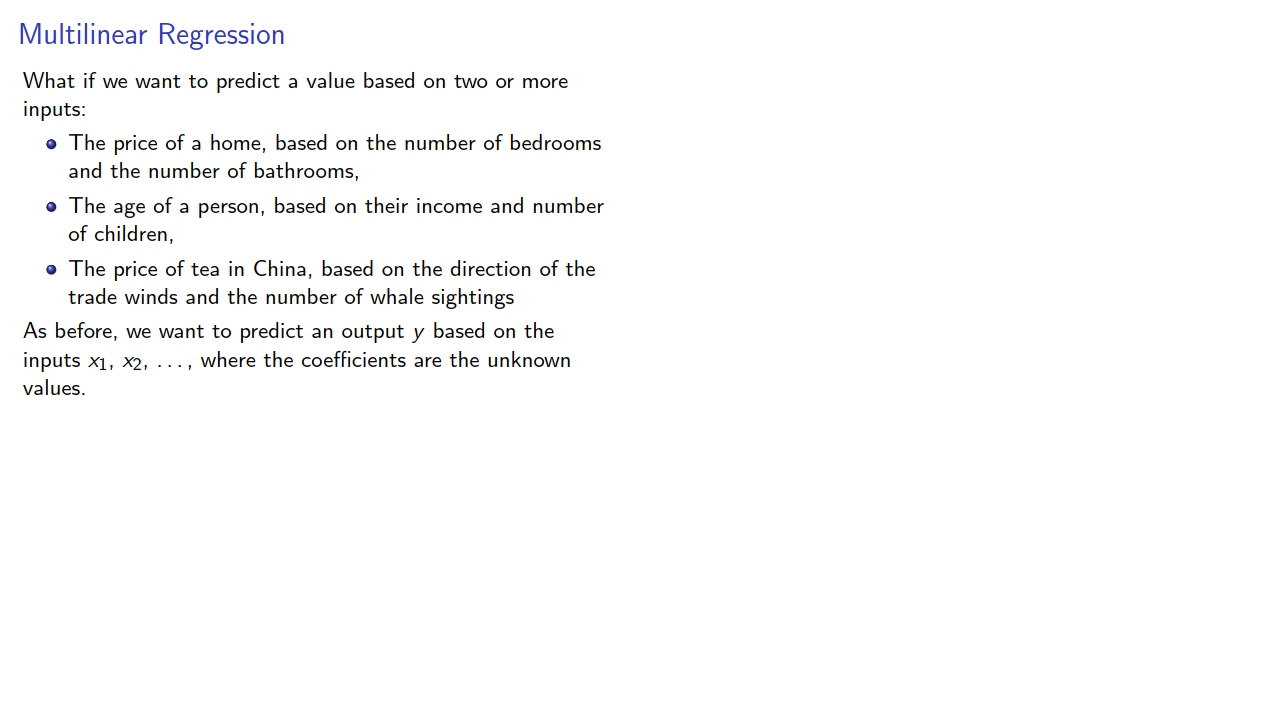 Multilinear Regression
What if we want to predict a value based on two or more
inputs:
The price of a home, based on the number of bedrooms
and the number of bathrooms,
The age of a person, based on their income and number
of children,
The price of tea in China, based on the direction of the
trade winds and the number of whale sightings
As before, we want to predict an output y based on the
inputs x₁, x₂, ..., where the coefficients are the unknown
values.